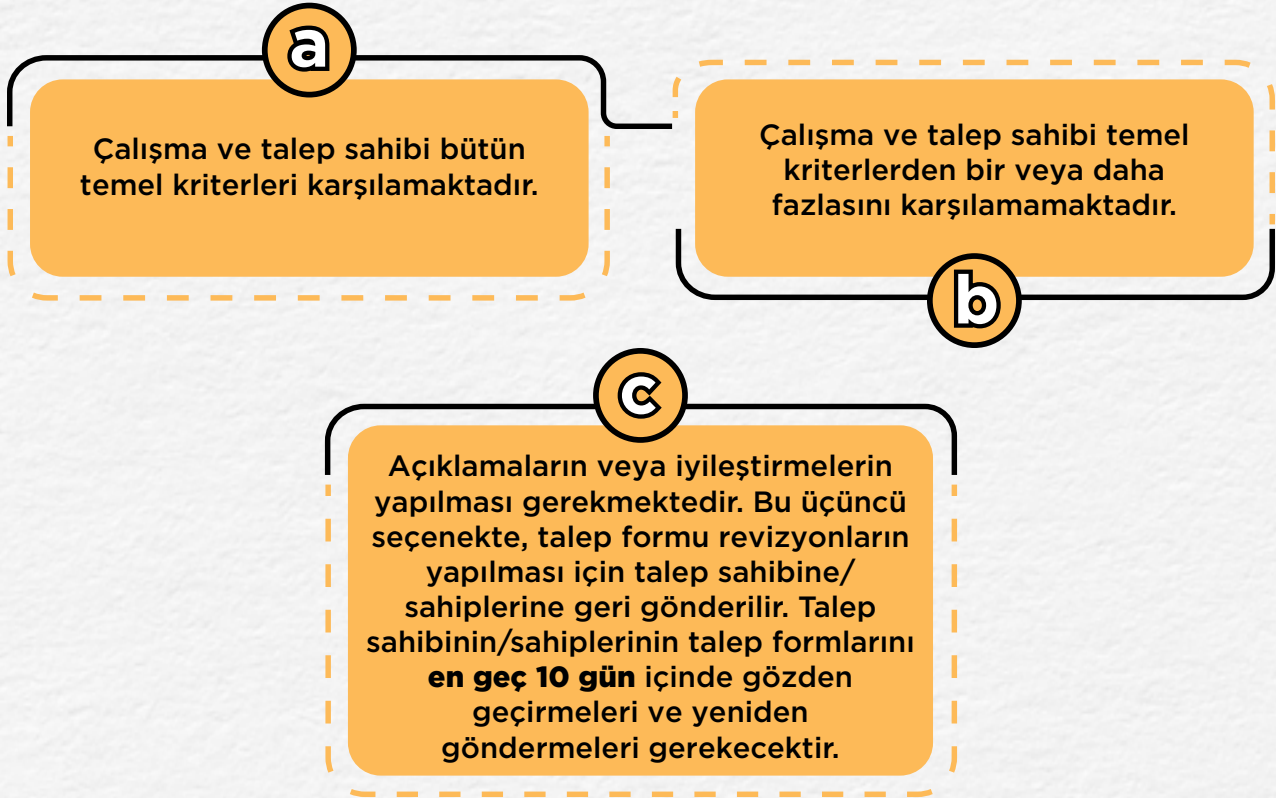 a
Çalışma ve talep sahibi bütün
temel kriterleri karşılamaktadır.
Çalışma ve talep sahibi temel
kriterlerden bir veya daha
fazlasını karşılamamaktadır.
b
c
Açıklamaların veya iyileştirmelerin
yapılması gerekmektedir. Bu üçüncü
seçenekte, talep formu revizyonların
yapılması için talep sahibine/
sahiplerine geri gönderilir. Talep
sahibinin/sahiplerinin talep formlarını
en geç 10 gün içinde gözden
geçirmeleri ve yeniden
göndermeleri gerekecektir.